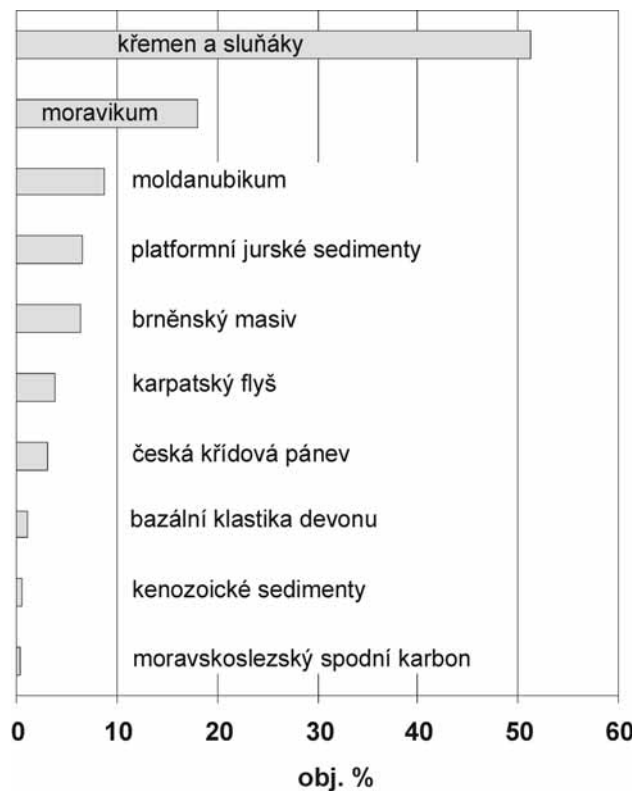 křemen a sluňáky
moravikum
moldanubikum
platformní jurské sedimenty
brněnský masiv
karpatský flyš
česká křídová pánev
bazální klastika devonu
kenozoické sedimenty
moravskoslezský spodní karbon
0 10 20 30 40 50 60
obj. %